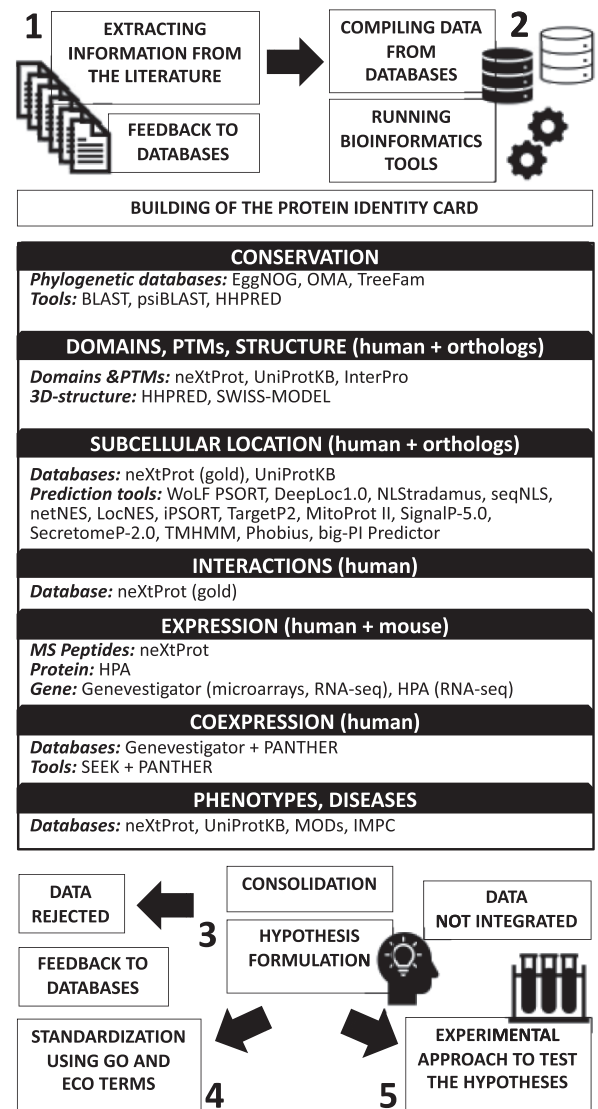 1
EXTRACTING
INFORMATION FROM
THE LITERATURE
FEEDBACK TO
DATABASES
2
COMPILING DATA
FROM
DATABASES
RUNNING
BIOINFORMATICS
TOOLS
BUILDING OF THE PROTEIN IDENTITY CARD
CONSERVATION
Phylogenetic databases: EggNOG, OMA, TreeFam
Tools: BLAST, psiBLAST, HHPRED
DOMAINS, PTMs, STRUCTURE (human + orthologs)
Domains &PTMs: neXtProt, UniProtKB, InterPro
3D-structure: HHPRED, SWISS-MODEL
SUBCELLULAR LOCATION (human + orthologs)
Databases: neXtProt (gold), UniProtKB
Prediction tools: WoLF PSORT, DeepLoc1.0, NLStradamus, seqNLS,
netNES, LocNES, iPSORT, TargetP2, MitoProt II, SignalP-5.0,
SecretomeP-2.0, TMHMM, Phobius, big-PI Predictor
INTERACTIONS (human)
Database: neXtProt (gold)
EXPRESSION (human + mouse)
MS Peptides: neXtProt
Protein: HPA
Gene: Genevestigator (microarrays, RNA-seq), HPA (RNA-seq)
COEXPRESSION (human)
Databases: Genevestigator + PANTHER
Tools: SEEK + PANTHER
PHENOTYPES, DISEASES
Databases: neXtProt, UniProtKB, MODs, IMPC
DATA
REJECTED
FEEDBACK TO
DATABASES
3
CONSOLIDATION
HYPOTHESIS
FORMULATION
DATA
NOT INTEGRATED
STANDARDIZATION
USING GO AND
ECO TERMS
4
5
EXPERIMENTAL
APPROACH TO TEST
THE HYPOTHESES